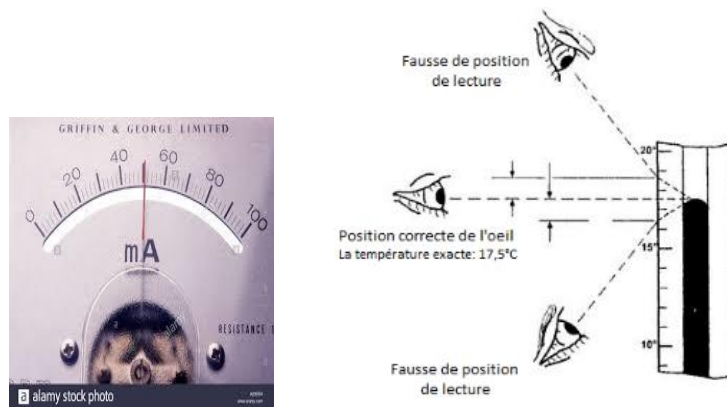 GRIFFIN & GEORGE LIMITED
0 20 40 60 80 100
mA
RESISTANCE
a alamy stock photo
Fausse de position
de lecture
20°
Position correcte de l'oeil
La température exacte: 17,5°C
15°
10°
Fausse de position
de lecture